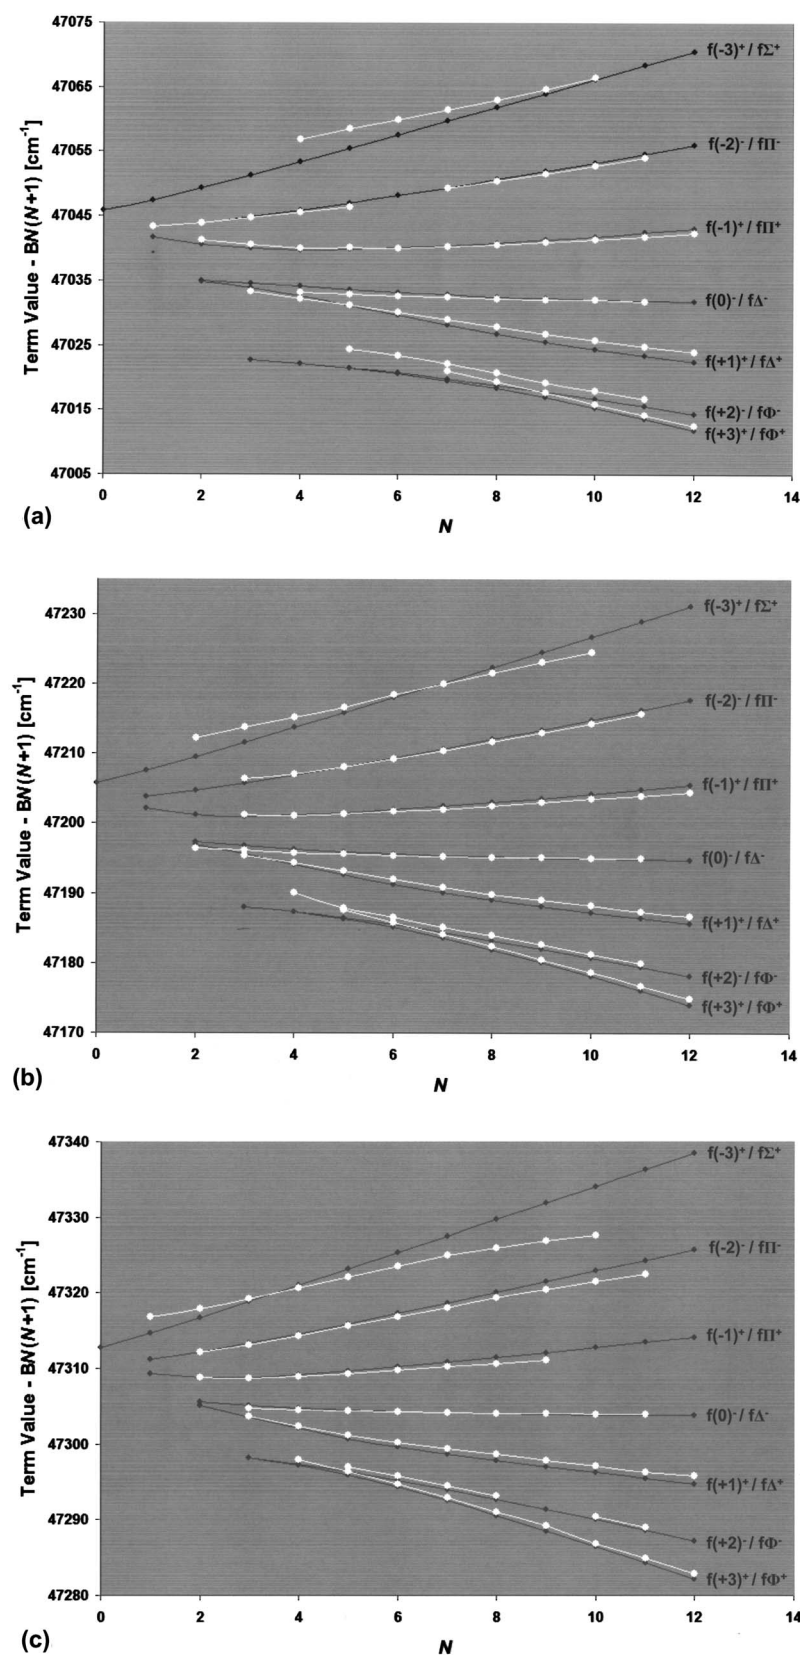 47075
47065
47055
47045
47035
47025
47015
47005
Term Value - BN(N+1) [cm⁻¹]
f(-3)⁺ / fΣ⁺
f(-2)⁻ / fΠ⁻
f(-1)⁺ / fΠ⁺
f(0)⁻ / fΔ⁻
f(+1)⁺ / fΔ⁺
f(+2)⁻ / fΦ⁻
f(+3)⁺ / fΦ⁺
0 2 4 6 8 10 12 14
N
(a)
47230
47220
47210
47200
47190
47180
47170
Term Value - BN(N+1) [cm⁻¹]
f(-3)⁺ / fΣ⁺
f(-2)⁻ / fΠ⁻
f(-1)⁺ / fΠ⁺
f(0)⁻ / fΔ⁻
f(+1)⁺ / fΔ⁺
f(+2)⁻ / fΦ⁻
f(+3)⁺ / fΦ⁺
0 2 4 6 8 10 12 14
N
(b)
47340
47330
47320
47310
47300
47290
47280
Term Value - BN(N+1) [cm⁻¹]
f(-3)⁺ / fΣ⁺
f(-2)⁻ / fΠ⁻
f(-1)⁺ / fΠ⁺
f(0)⁻ / fΔ⁻
f(+1)⁺ / fΔ⁺
f(+2)⁻ / fΦ⁻
f(+3)⁺ / fΦ⁺
0 2 4 6 8 10 12 14
N
(c)